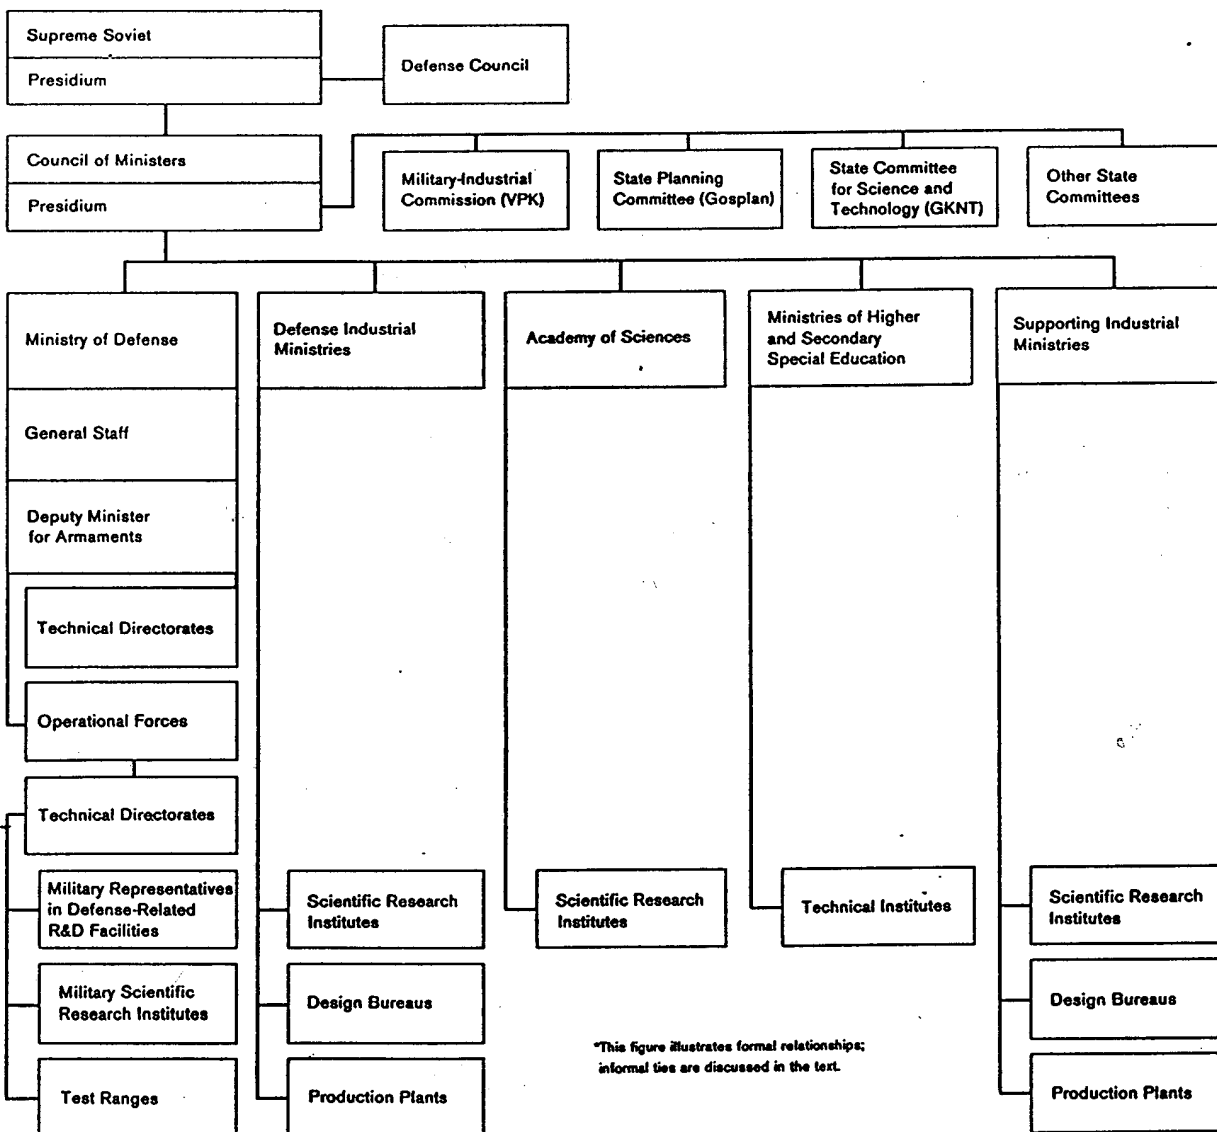 Supreme Soviet
Presidium
Defense Council
Council of Ministers
Presidium
Military-Industrial
Commission (VPK)
State Planning
Committee (Gosplan)
State Committee
for Science and
Technology (GKNT)
Other State
Committees
Ministry of Defense
General Staff
Deputy Minister
for Armaments
Technical Directorates
Operational Forces
Technical Directorates
Military Representatives
in Defense-Related
R&D Facilities
Military Scientific
Research Institutes
Test Ranges
Defense Industrial
Ministries
Scientific Research
Institutes
Design Bureaus
Production Plants
Academy of Sciences
Scientific Research
Institutes
Ministries of Higher
and Secondary
Special Education
Technical Institutes
Supporting Industrial
Ministries
Scientific Research
Institutes
Design Bureaus
Production Plants
*This figure illustrates formal relationships;
informal ties are discussed in the text.